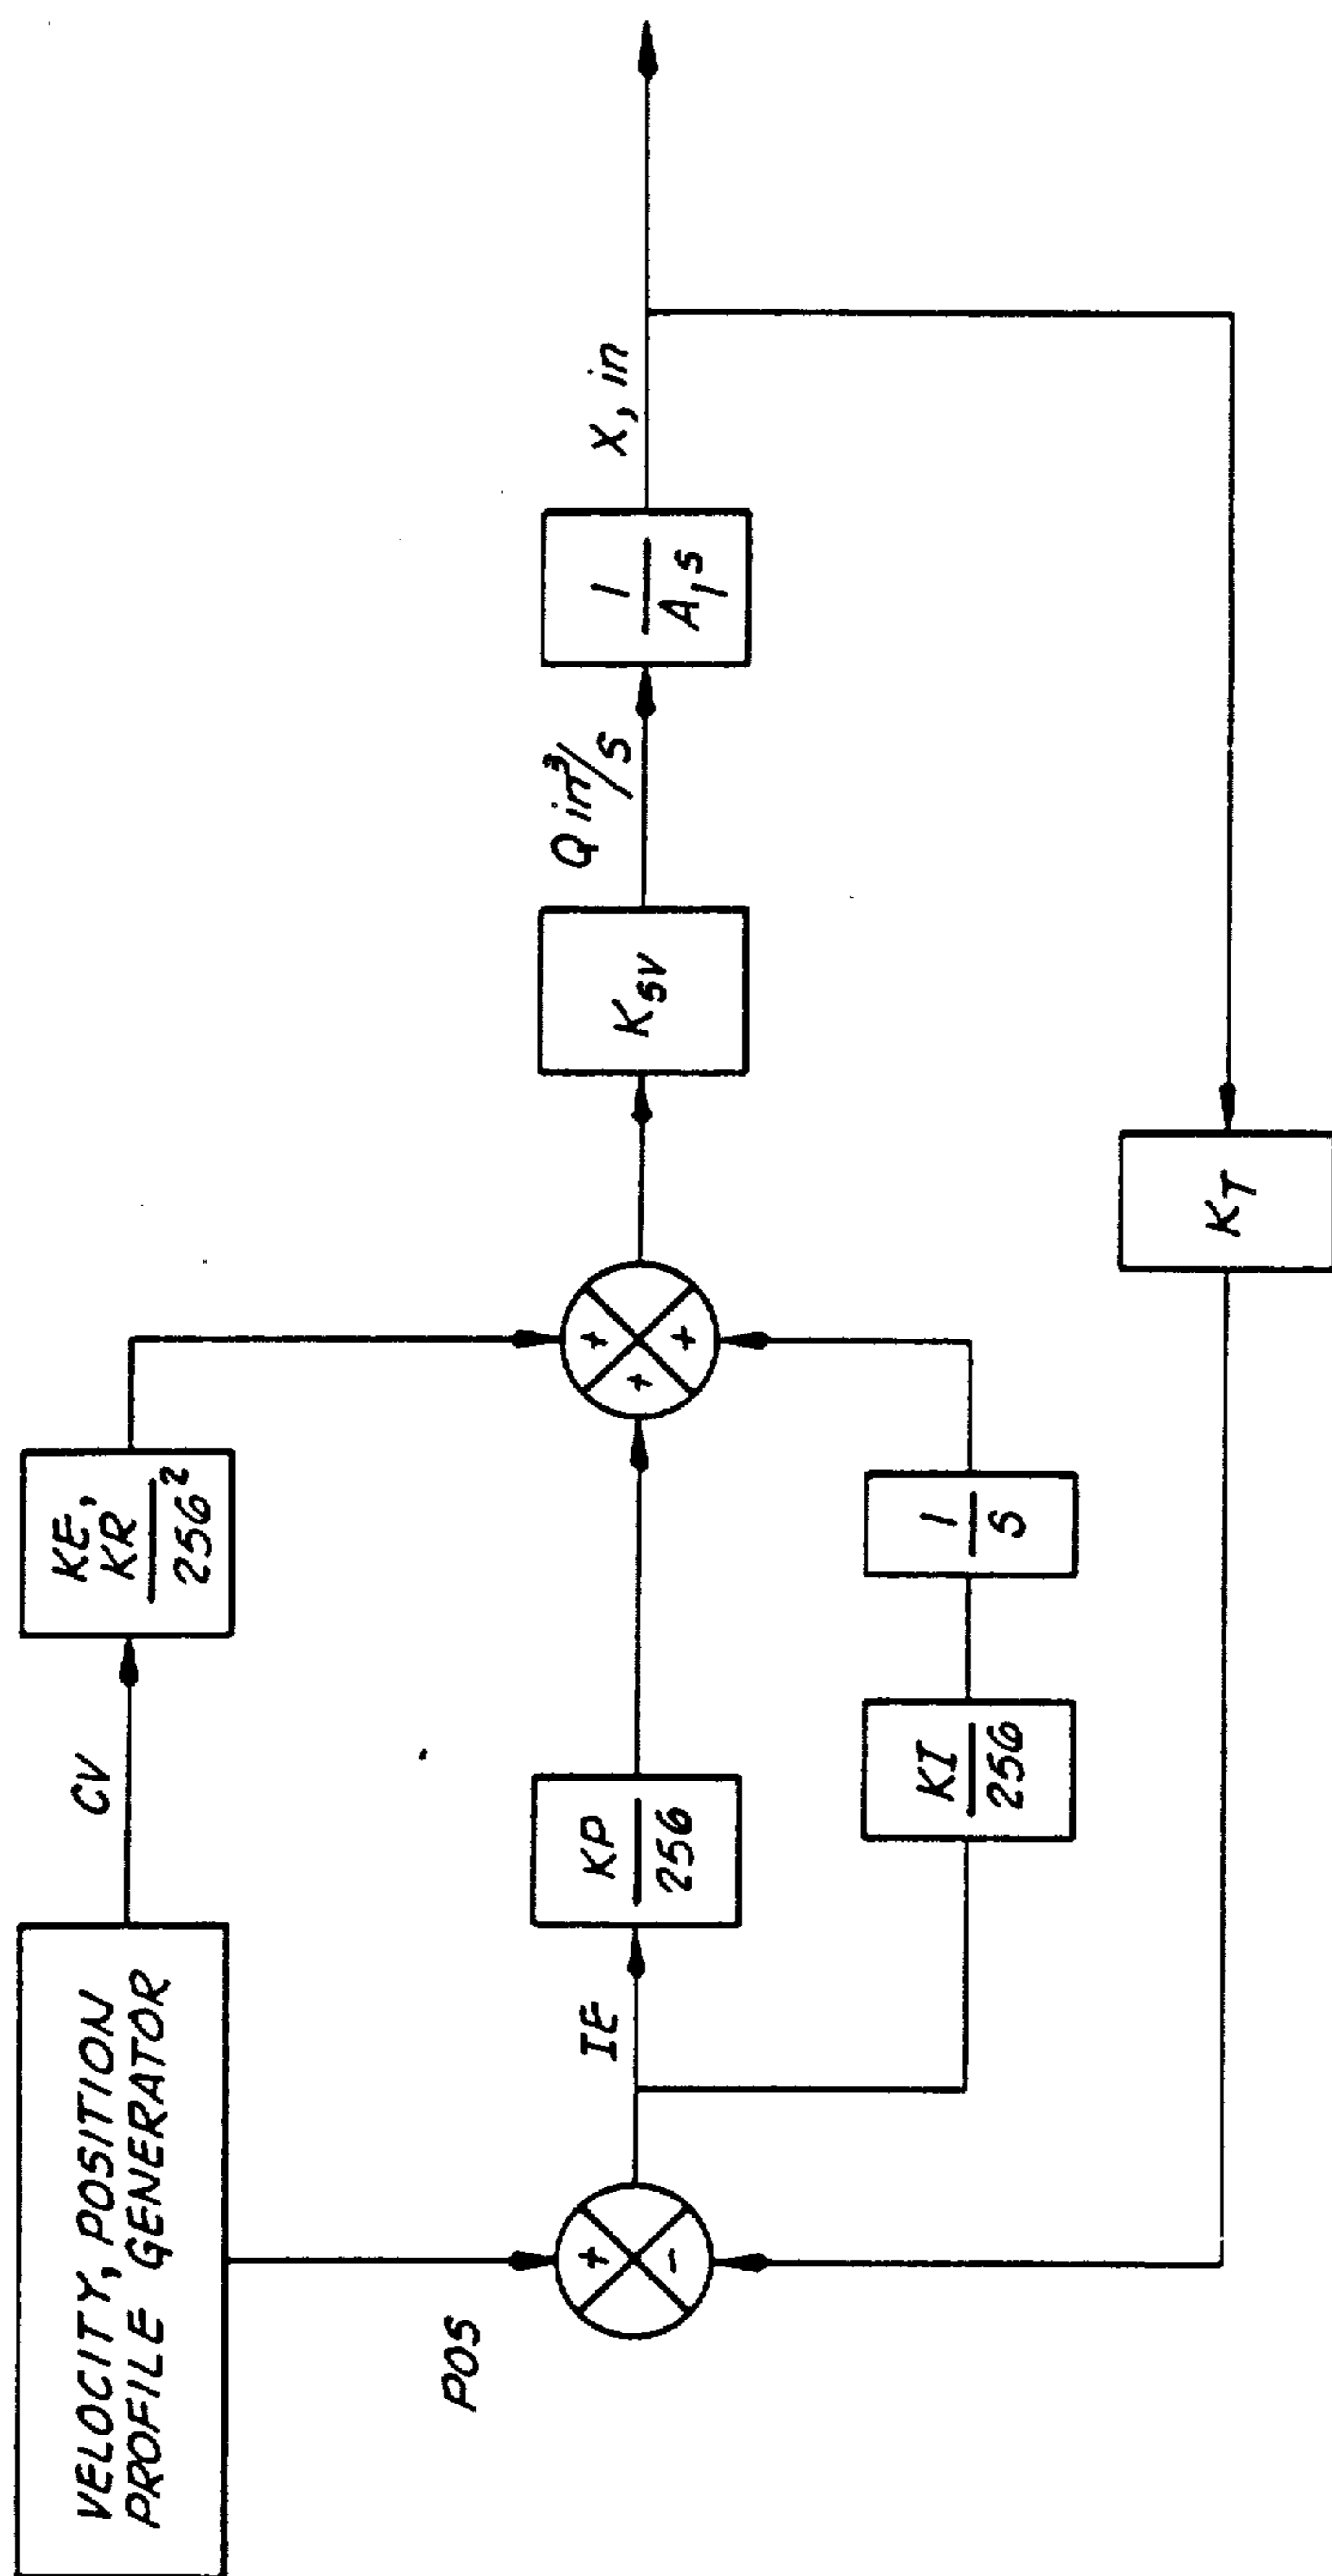 VELOCITY, POSITION
PROFILE GENERATOR
CV
KE,
KR
256²
POS
+
-
IE
KP
256
KI
256
1
S
+
+
+
K5V
Q in³/s
1
A1s
X, in
KT